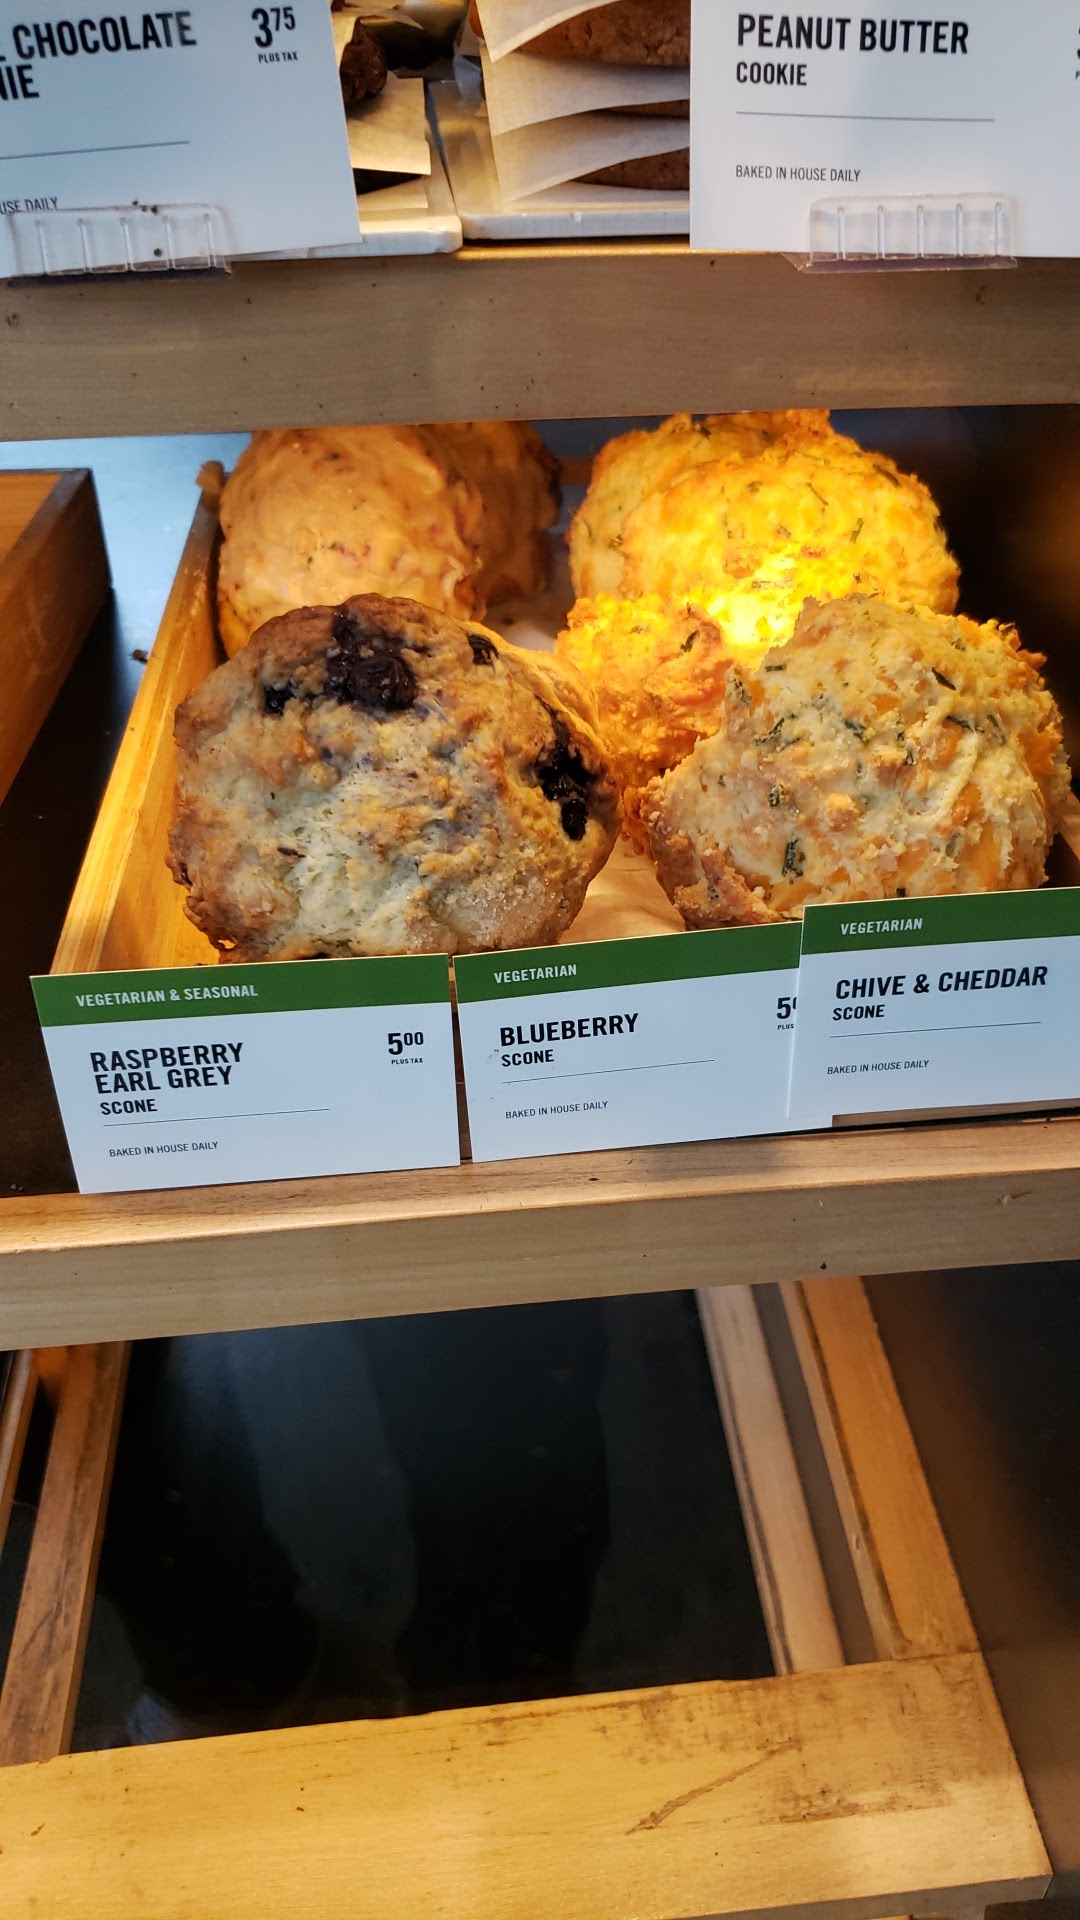 CHOCOLATE
3.75
PLUS TAX
DAILY
PEANUT BUTTER
COOKIE
BAKED IN HOUSE DAILY
VEGETARIAN & SEASONAL
RASPBERRY
EARL GREY
SCONE
5.00
PLUS TAX
BAKED IN HOUSE DAILY
VEGETARIAN
BLUEBERRY
SCONE
5
PLUS
BAKED IN HOUSE DAILY
VEGETARIAN
CHIVE & CHEDDAR
SCONE
BAKED IN HOUSE DAILY